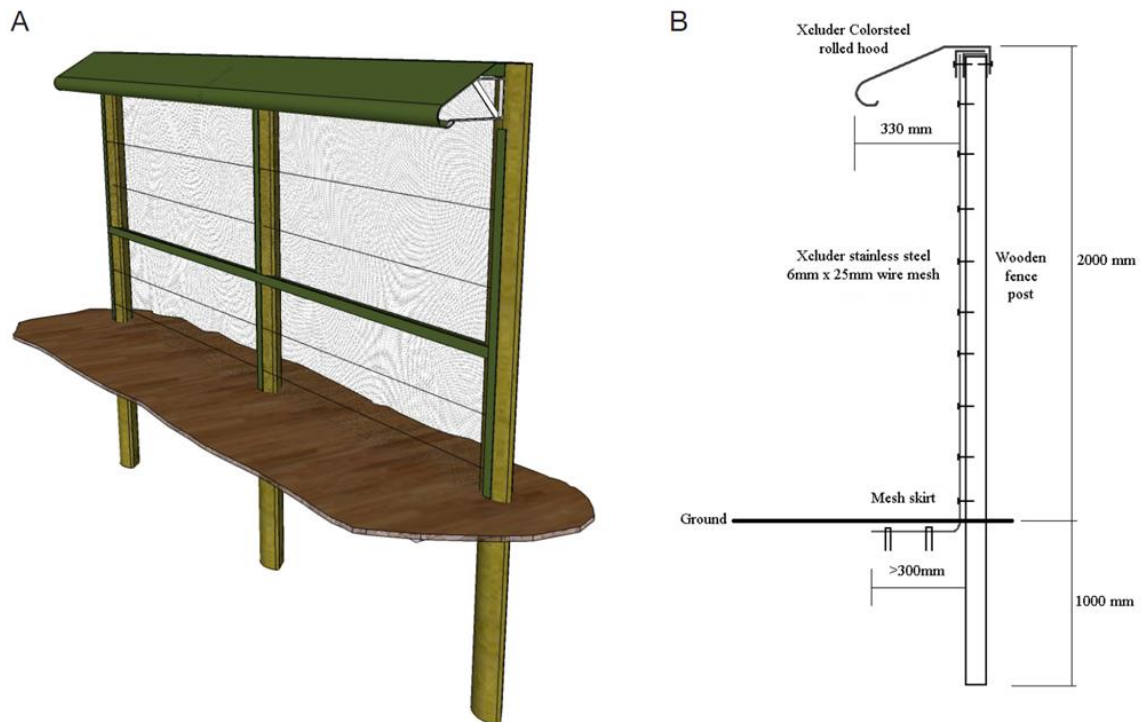 A
B
Xcluder Colorsteel
rolled hood
330 mm
Xcluder stainless steel
6mm x 25mm wire mesh
Wooden
fence
post
2000 mm
Mesh skirt
Ground
>300mm
1000 mm